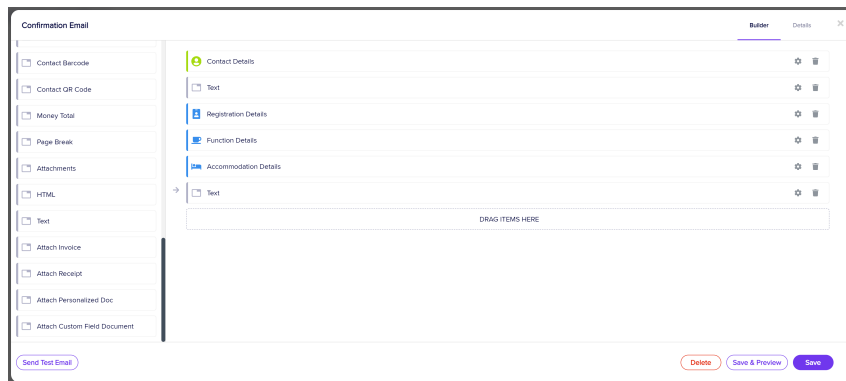 Confirmation Email
Builder
Details
Contact Barcode
Contact QR Code
Money Total
Page Break
Attachments
HTML
Text
Attach Invoice
Attach Receipt
Attach Personalized Doc
Attach Custom Field Document
Contact Details
Text
Registration Details
Function Details
Accommodation Details
Text
DRAG ITEMS HERE
Send Test Email
Delete
Save & Preview
Save